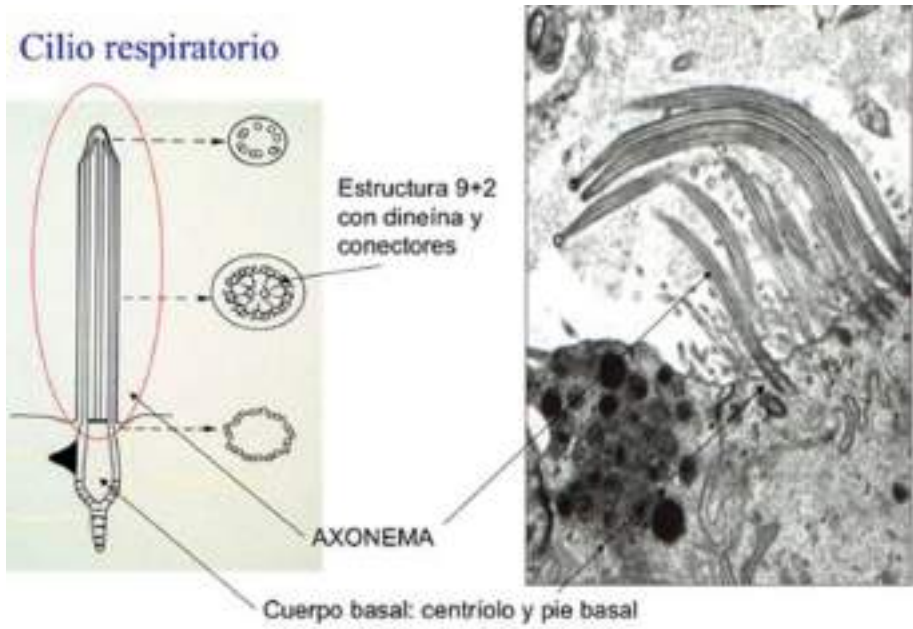 Cilio respiratorio
Estructura 9+2
con dineína y
conectores
AXONEMA
Cuerpo basal: centríolo y pie basal